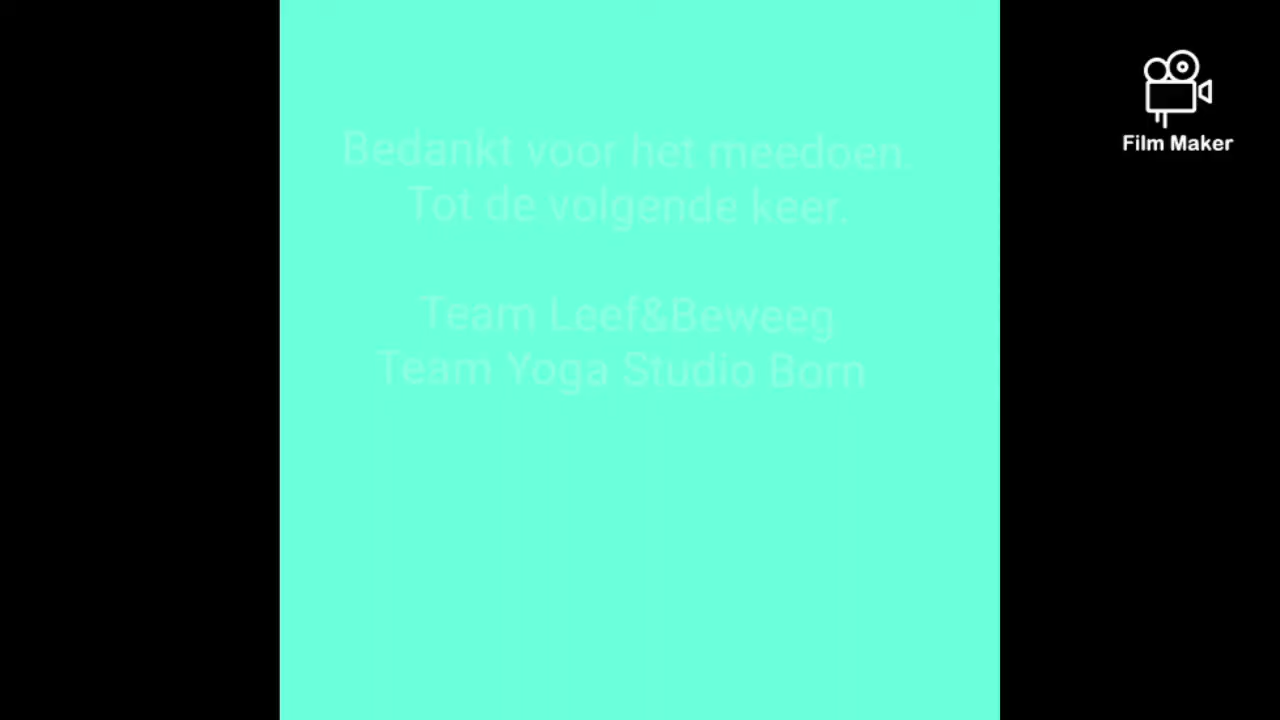 Bedankt voor het meedoen.
Tot de volgende keer.
Team Leef&Beweeg
Team Yoga Studio Born
Film Maker